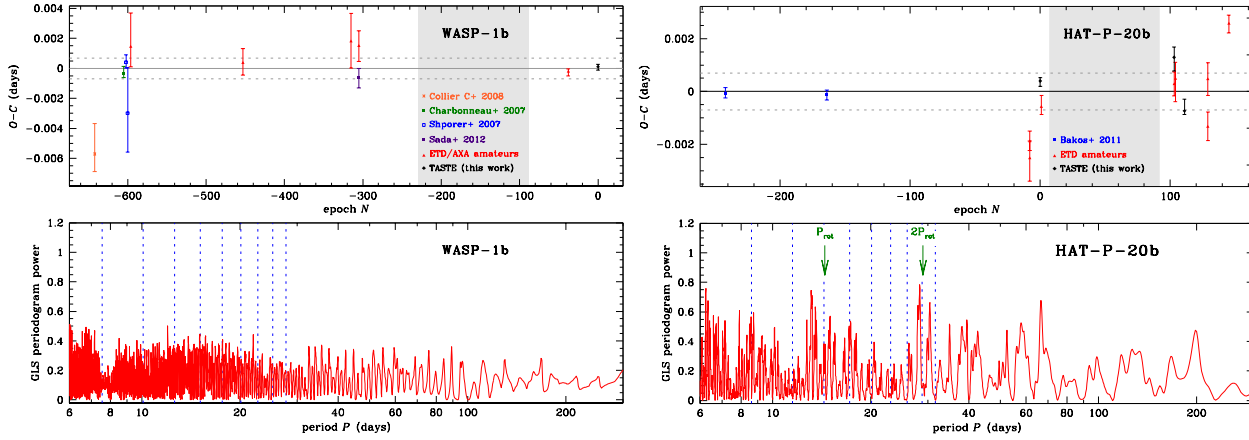 0.004
0.002
0
−0.002
−0.004
−0.006
O−C (days)
WASP−1b
Collier C+ 2008
Charbonneau+ 2007
Shporer+ 2007
Sada+ 2012
ETD/AXA amateurs
TASTE (this work)
−600 −500 −400 −300 −200 −100 0
epoch N
0.002
0
−0.002
O−C (days)
HAT−P−20b
Bakos+ 2011
ETD amateurs
TASTE (this work)
−200 −100 0 100
epoch N
1.2
1
0.8
0.6
0.4
0.2
0
GLS periodogram power
WASP−1b
6 8 10 20 40 60 80 100 200
period P (days)
1.2
1
0.8
0.6
0.4
0.2
0
GLS periodogram power
Prot 2Prot
HAT−P−20b
6 8 10 20 40 60 80 100 200
period P (days)